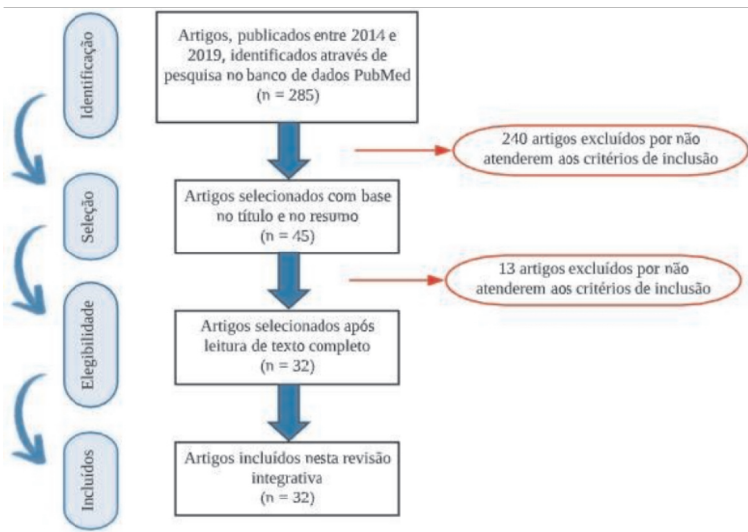 Identificação
Artigos, publicados entre 2014 e
2019, identificados através de
pesquisa no banco de dados PubMed
(n = 285)
240 artigos excluídos por não
atenderem aos critérios de inclusão
Seleção
Artigos selecionados com base
no título e no resumo
(n = 45)
13 artigos excluídos por não
atenderem aos critérios de inclusão
Elegibilidade
Artigos selecionados após
leitura de texto completo
(n = 32)
Incluídos
Artigos incluídos nesta revisão
integrativa
(n = 32)